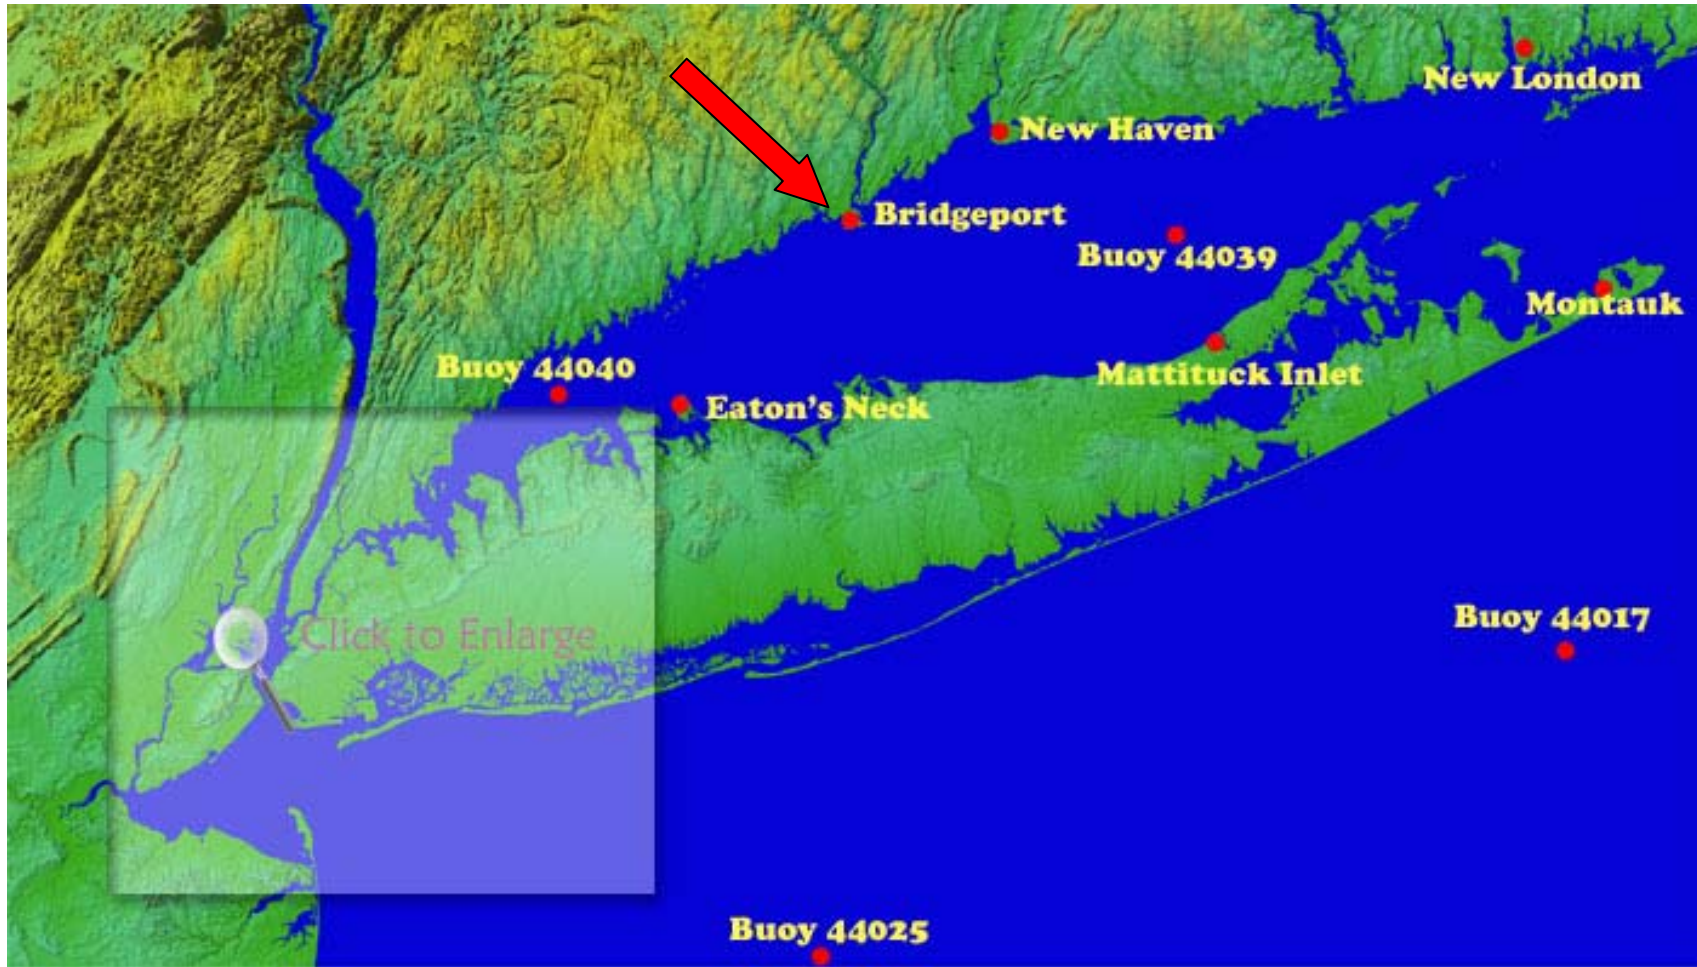 New London
New Haven
Bridgeport
Buoy 44039
Montauk
Buoy 44040
Mattituck Inlet
Eaton's Neck
Buoy 44017
Click to Enlarge
Buoy 44025